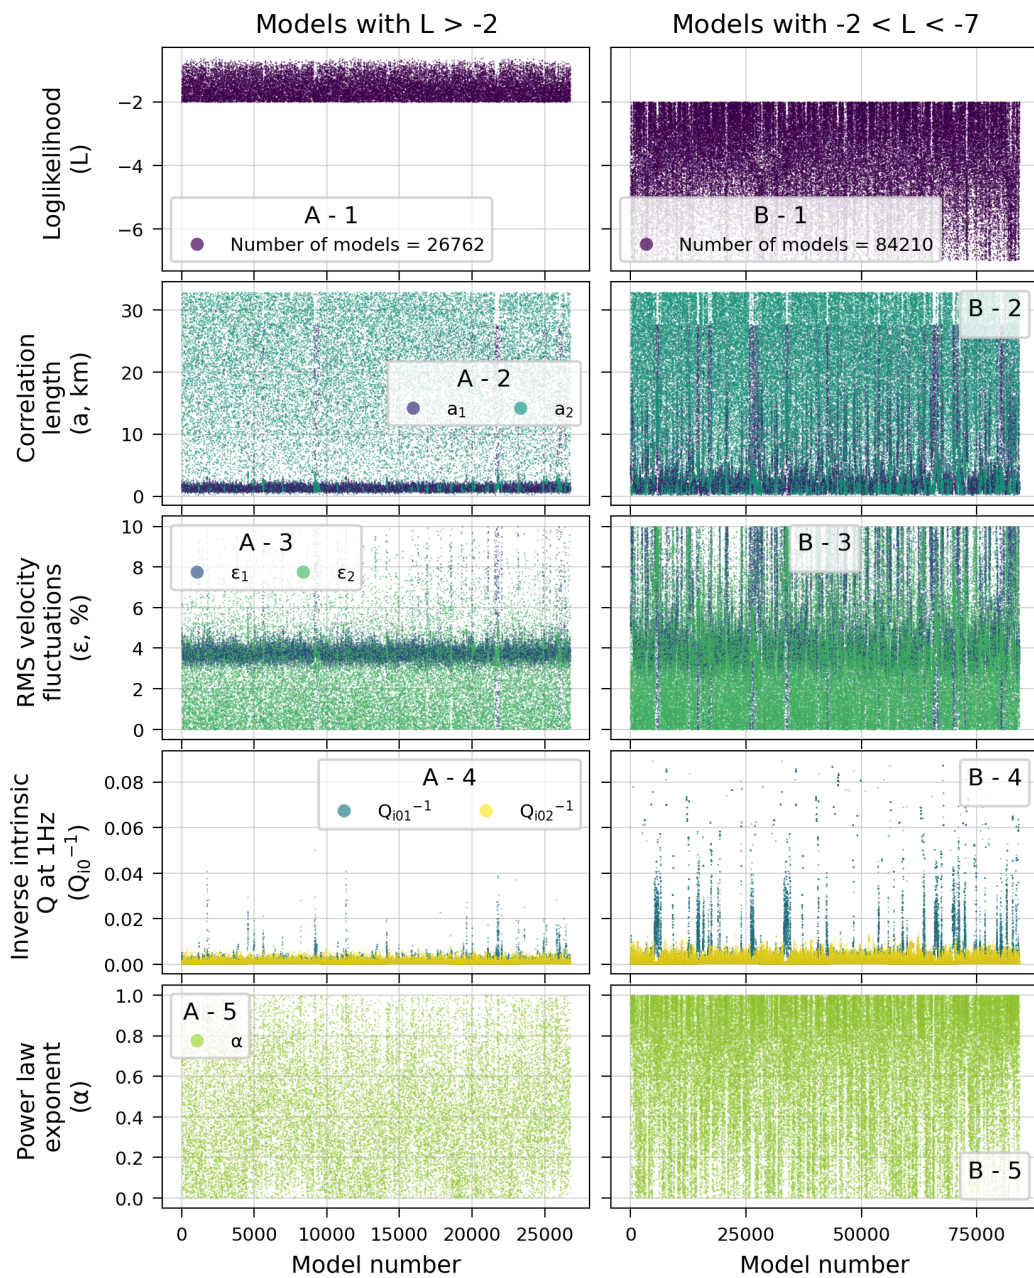 Models with L > -2
Models with -2 < L < -7
Loglikelihood
(L)
−2
−4
−6
A - 1
Number of models = 26762
B - 1
Number of models = 84210
Correlation
length
(a, km)
30
20
10
0
A - 2
a₁ a₂
B - 2
RMS velocity
fluctuations
(ε, %)
10
8
6
4
2
0
A - 3
ε₁ ε₂
B - 3
Inverse intrinsic
Q at 1Hz
(Qᵢ₀⁻¹)
0.08
0.06
0.04
0.02
0.00
A - 4
Qᵢ₀₁⁻¹ Qᵢ₀₂⁻¹
B - 4
Power law
exponent
(α)
1.0
0.8
0.6
0.4
0.2
0.0
A - 5
α
B - 5
0 5000 10000 15000 20000 25000
0 25000 50000 75000
Model number
Model number